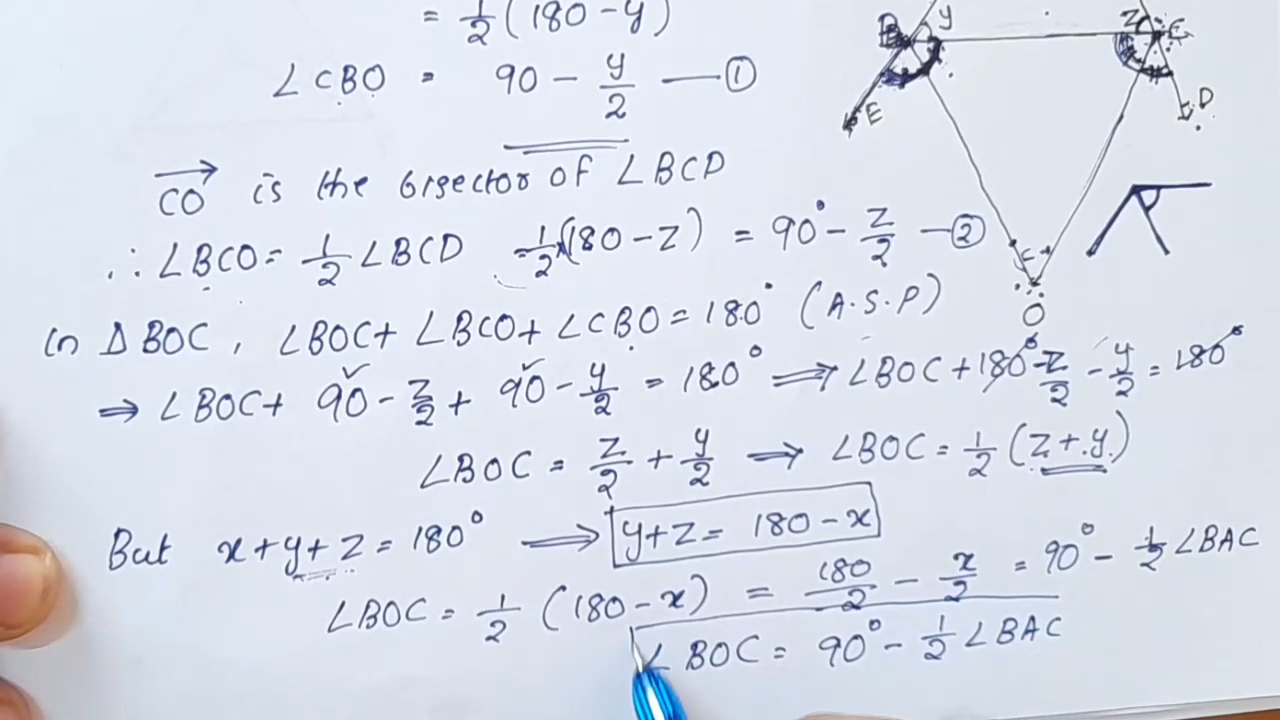 = 1/2 (180 - y)
∠CBO = 90 - y/2 — ①
→CO is the bisector of ∠BCD
∴ ∠BCO = 1/2 ∠BCD = 1/2 (180 - z) = 90° - z/2 — ②
In △BOC, ∠BOC + ∠BCO + ∠CBO = 180° (A.S.P)
⇒ ∠BOC + 90 - z/2 + 90 - y/2 = 180° ⇒ ∠BOC + 180° - z/2 - y/2 = 180°
∠BOC = z/2 + y/2 ⇒ ∠BOC = 1/2 (z + y)
But x + y + z = 180° ⇒ y + z = 180 - x
∠BOC = 1/2 (180 - x) = 180/2 - x/2 = 90° - 1/2 ∠BAC
∠BOC = 90° - 1/2 ∠BAC
B y z C
E D
O